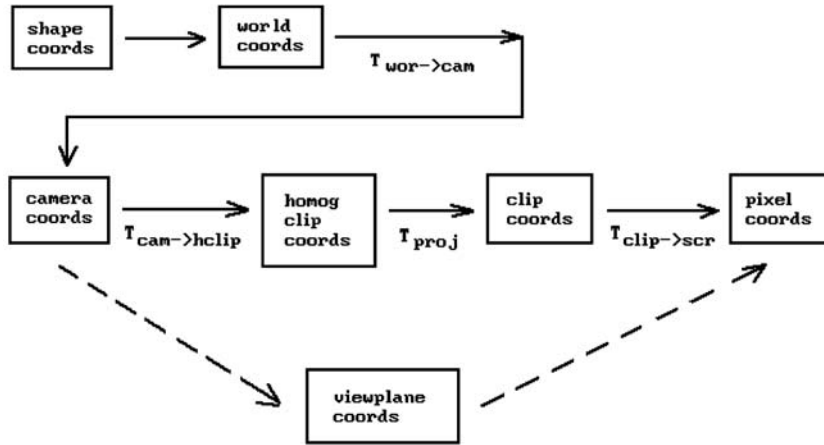 shape
coords
world
coords
T wor->cam
camera
coords
T cam->hclip
homog
clip
coords
T proj
clip
coords
T clip->scr
pixel
coords
viewplane
coords